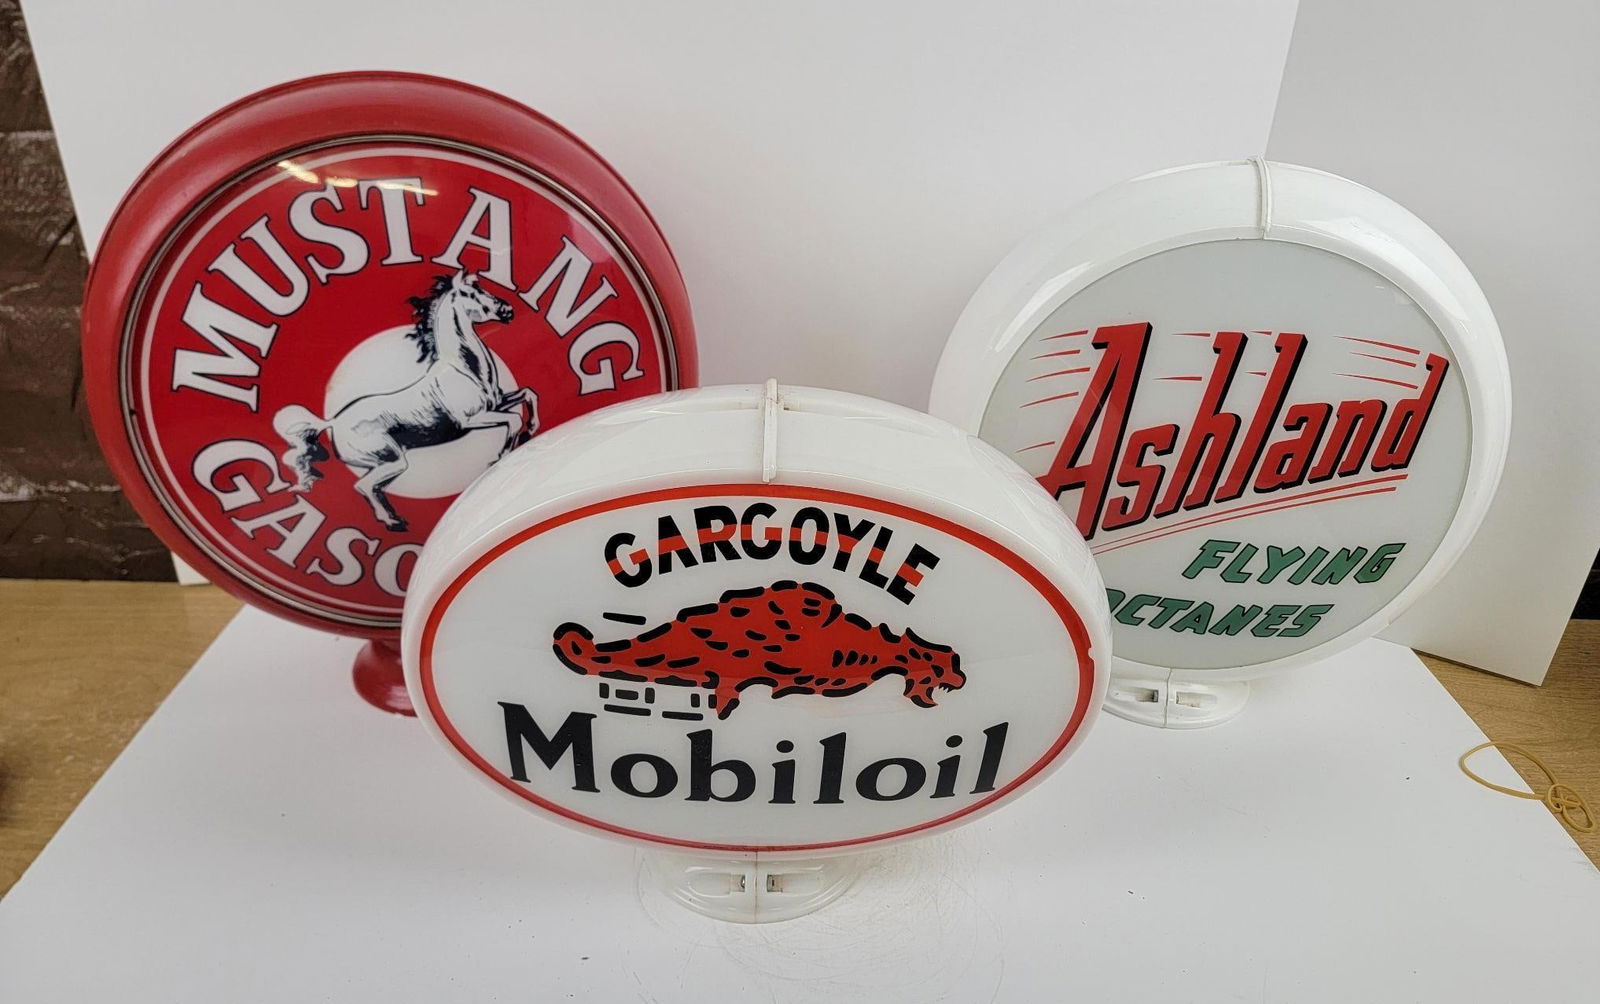 MUSTANG
GASO
GARGOYLE
Mobiloil
Ashland
FLYING
OCTANES